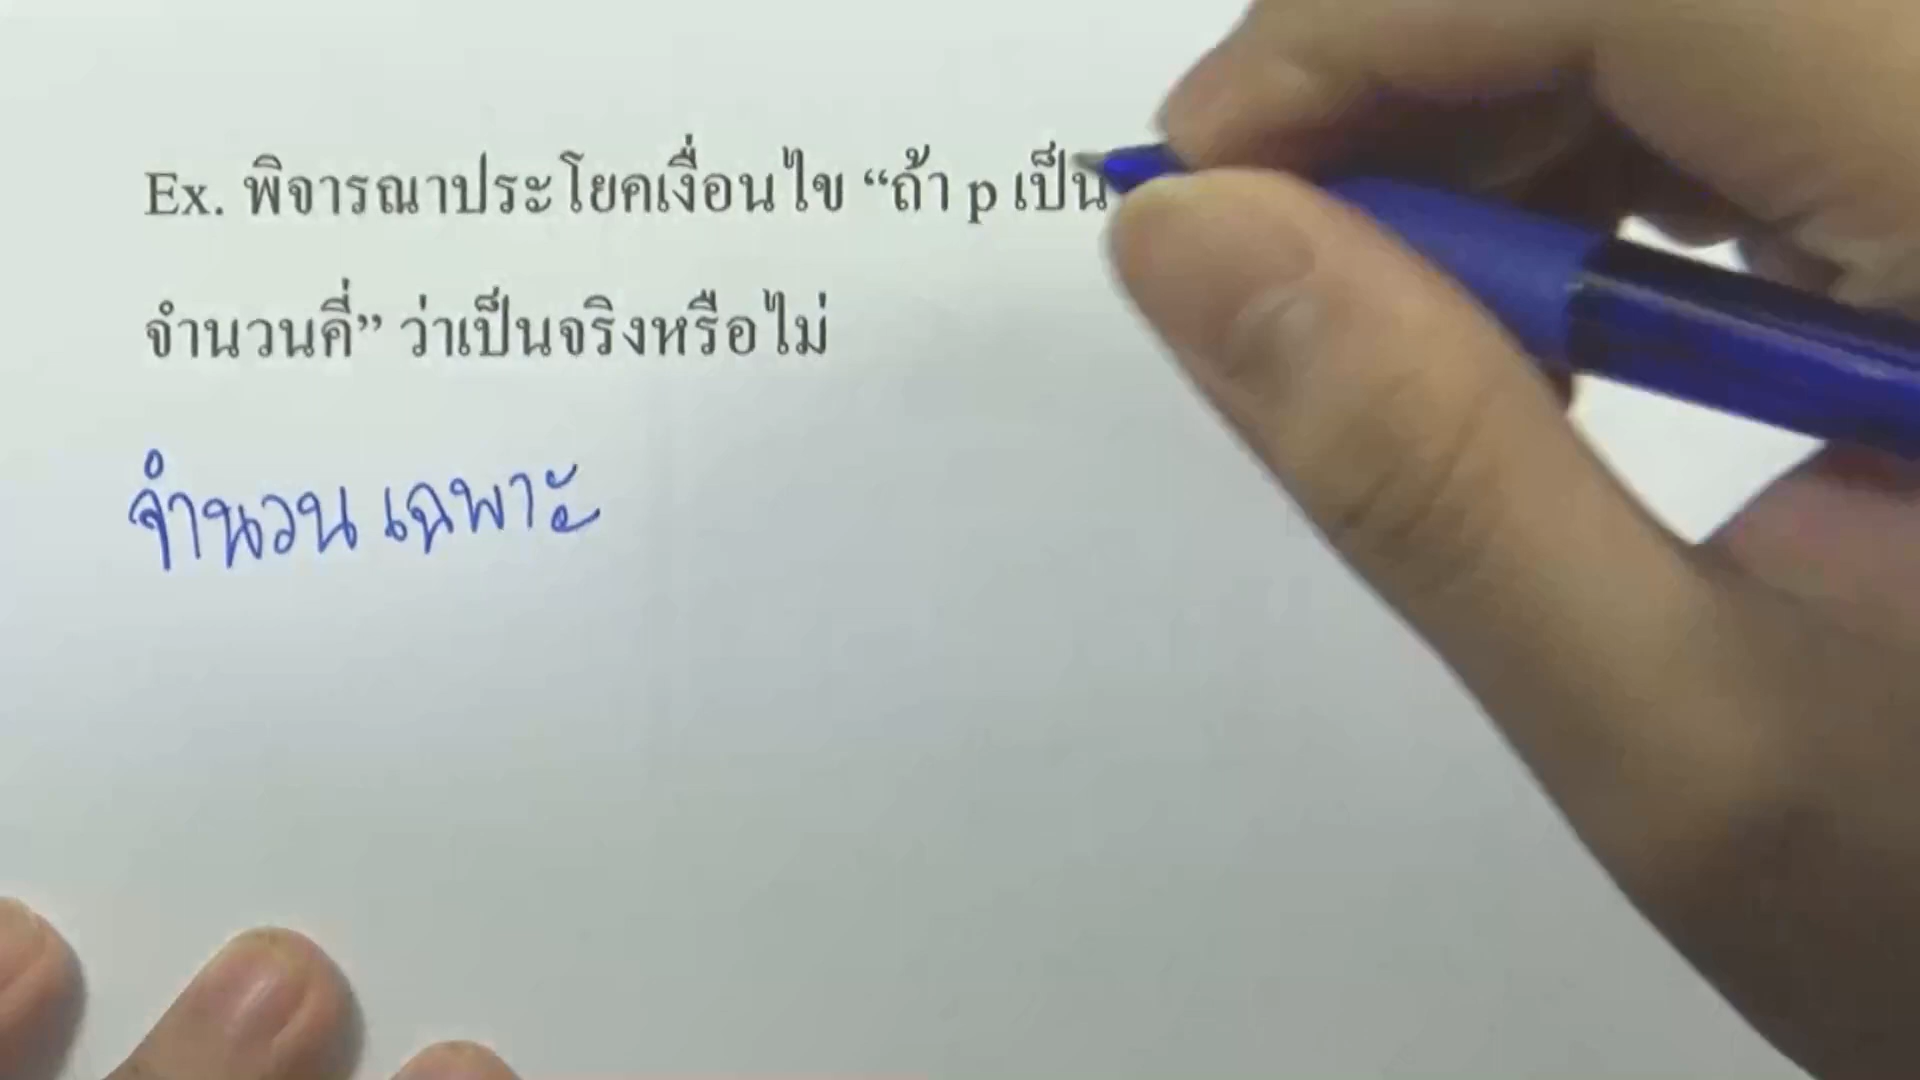 Ex. พิจารณาประโยคเงื่อนไข “ถ้า p เป็น
จำนวนคี่” ว่าเป็นจริงหรือไม่
จำนวน เฉพาะ